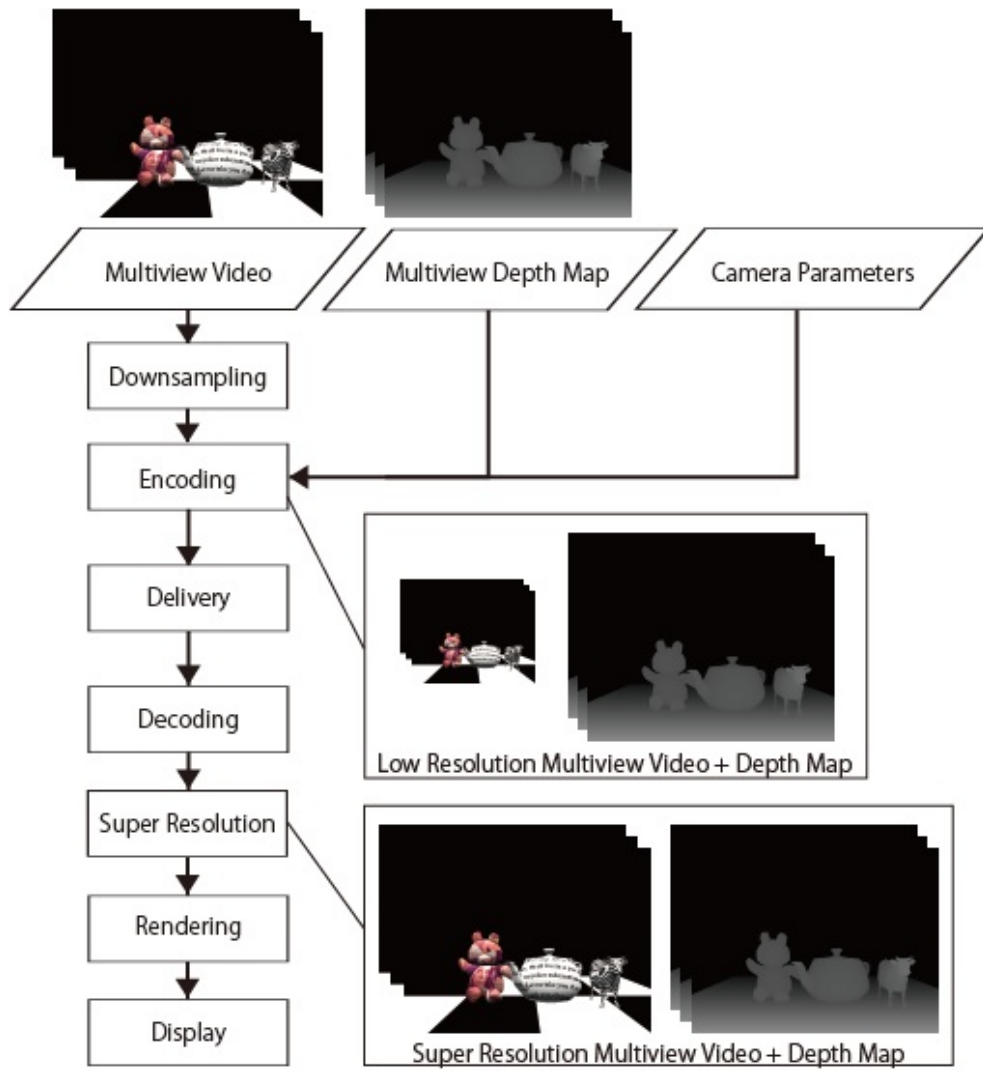 Multiview Video
Multiview Depth Map
Camera Parameters
Downsampling
Encoding
Delivery
Decoding
Low Resolution Multiview Video + Depth Map
Super Resolution
Rendering
Display
Super Resolution Multiview Video + Depth Map